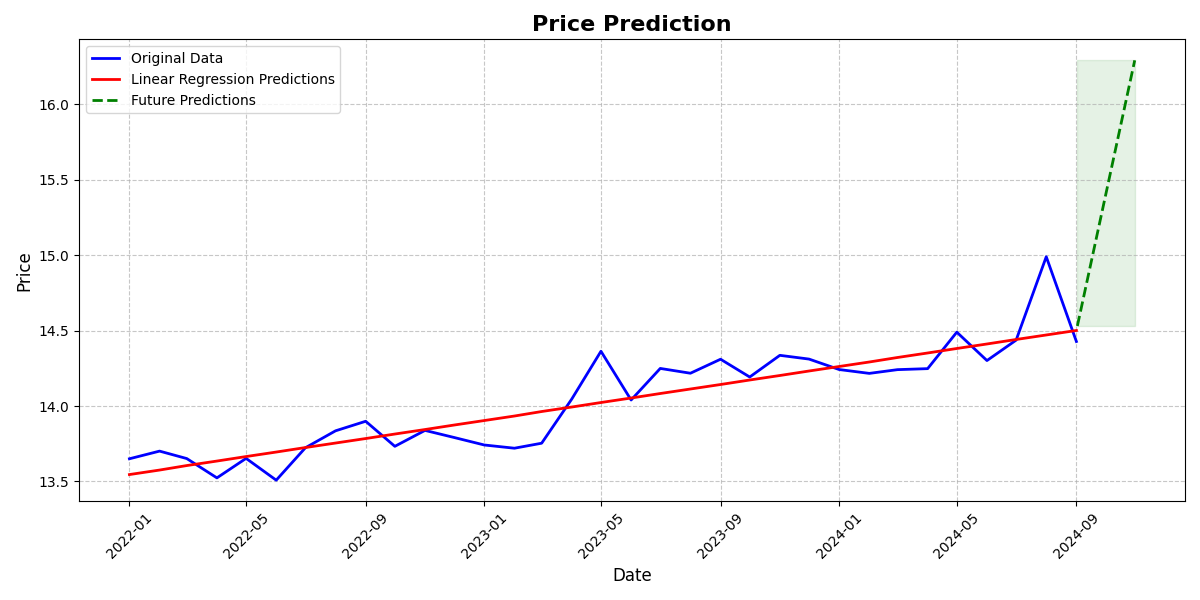 Price Prediction
Original Data
Linear Regression Predictions
Future Predictions
Price
16.0
15.5
15.0
14.5
14.0
13.5
2022-01
2022-05
2022-09
2023-01
2023-05
2023-09
2024-01
2024-05
2024-09
Date